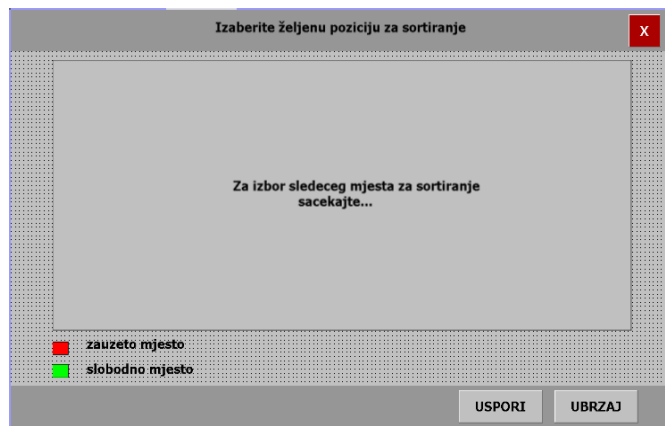 Izaberite željenu poziciju za sortiranje
X
Za izbor sledeceg mjesta za sortiranje
sacekajte...
zauzeto mjesto
slobodno mjesto
USPORI UBRZAJ